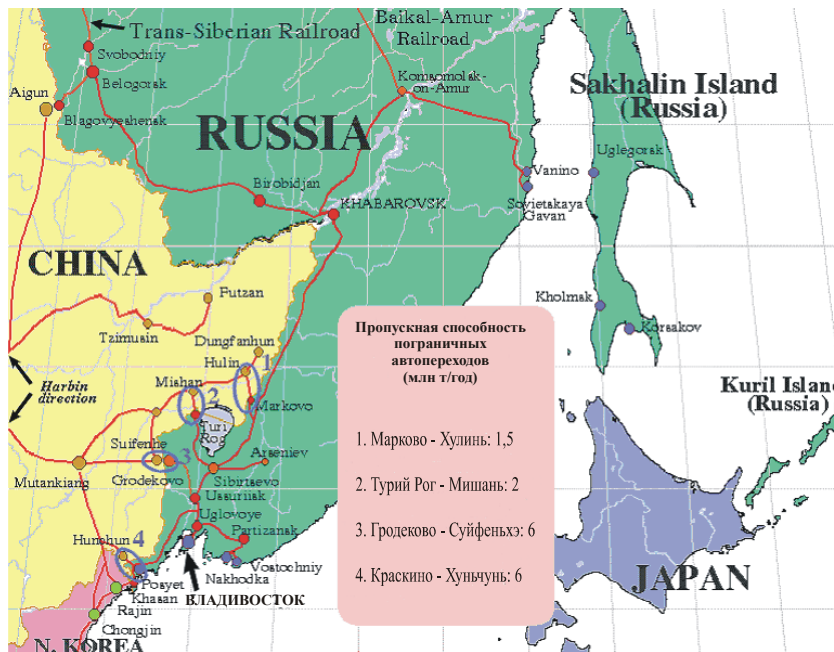 Trans-Siberian Railroad
Baikal-Amur
Railroad
Svobodniy
Belogorsk
Komsomolsk-
on-Amur
Aigun
Blagovyeshensk
Sakhalin Island
(Russia)
RUSSIA
Uglegorsk
Vanino
Birobidjan
KHABAROVSK
Sovietskaya
Gavan
CHINA
Futzan
Tzimusin
Kholmsk
Korsakov
Dungfanhun
Hulin
1
Harbin
direction
Mishan
2
Markovo
Turi
Rog
Kuril Island
(Russia)
Suifenhe
3
Arseniev
Mutankiang
Grodekovo
Sibirtsevo
Ussuriisk
Uglovoye
Partizansk
Hunchun
4
Vostochniy
Nakhodka
Posyet
Khasan
ВЛАДИВОСТОК
Rajin
Chongjin
N. KOREA
JAPAN
Пропускная способность
пограничных
автопереходов
(млн т/год)
1. Марково - Хулинь: 1,5
2. Турий Рог - Мишань: 2
3. Гродеково - Суйфеньхэ: 6
4. Краскино - Хуньчунь: 6